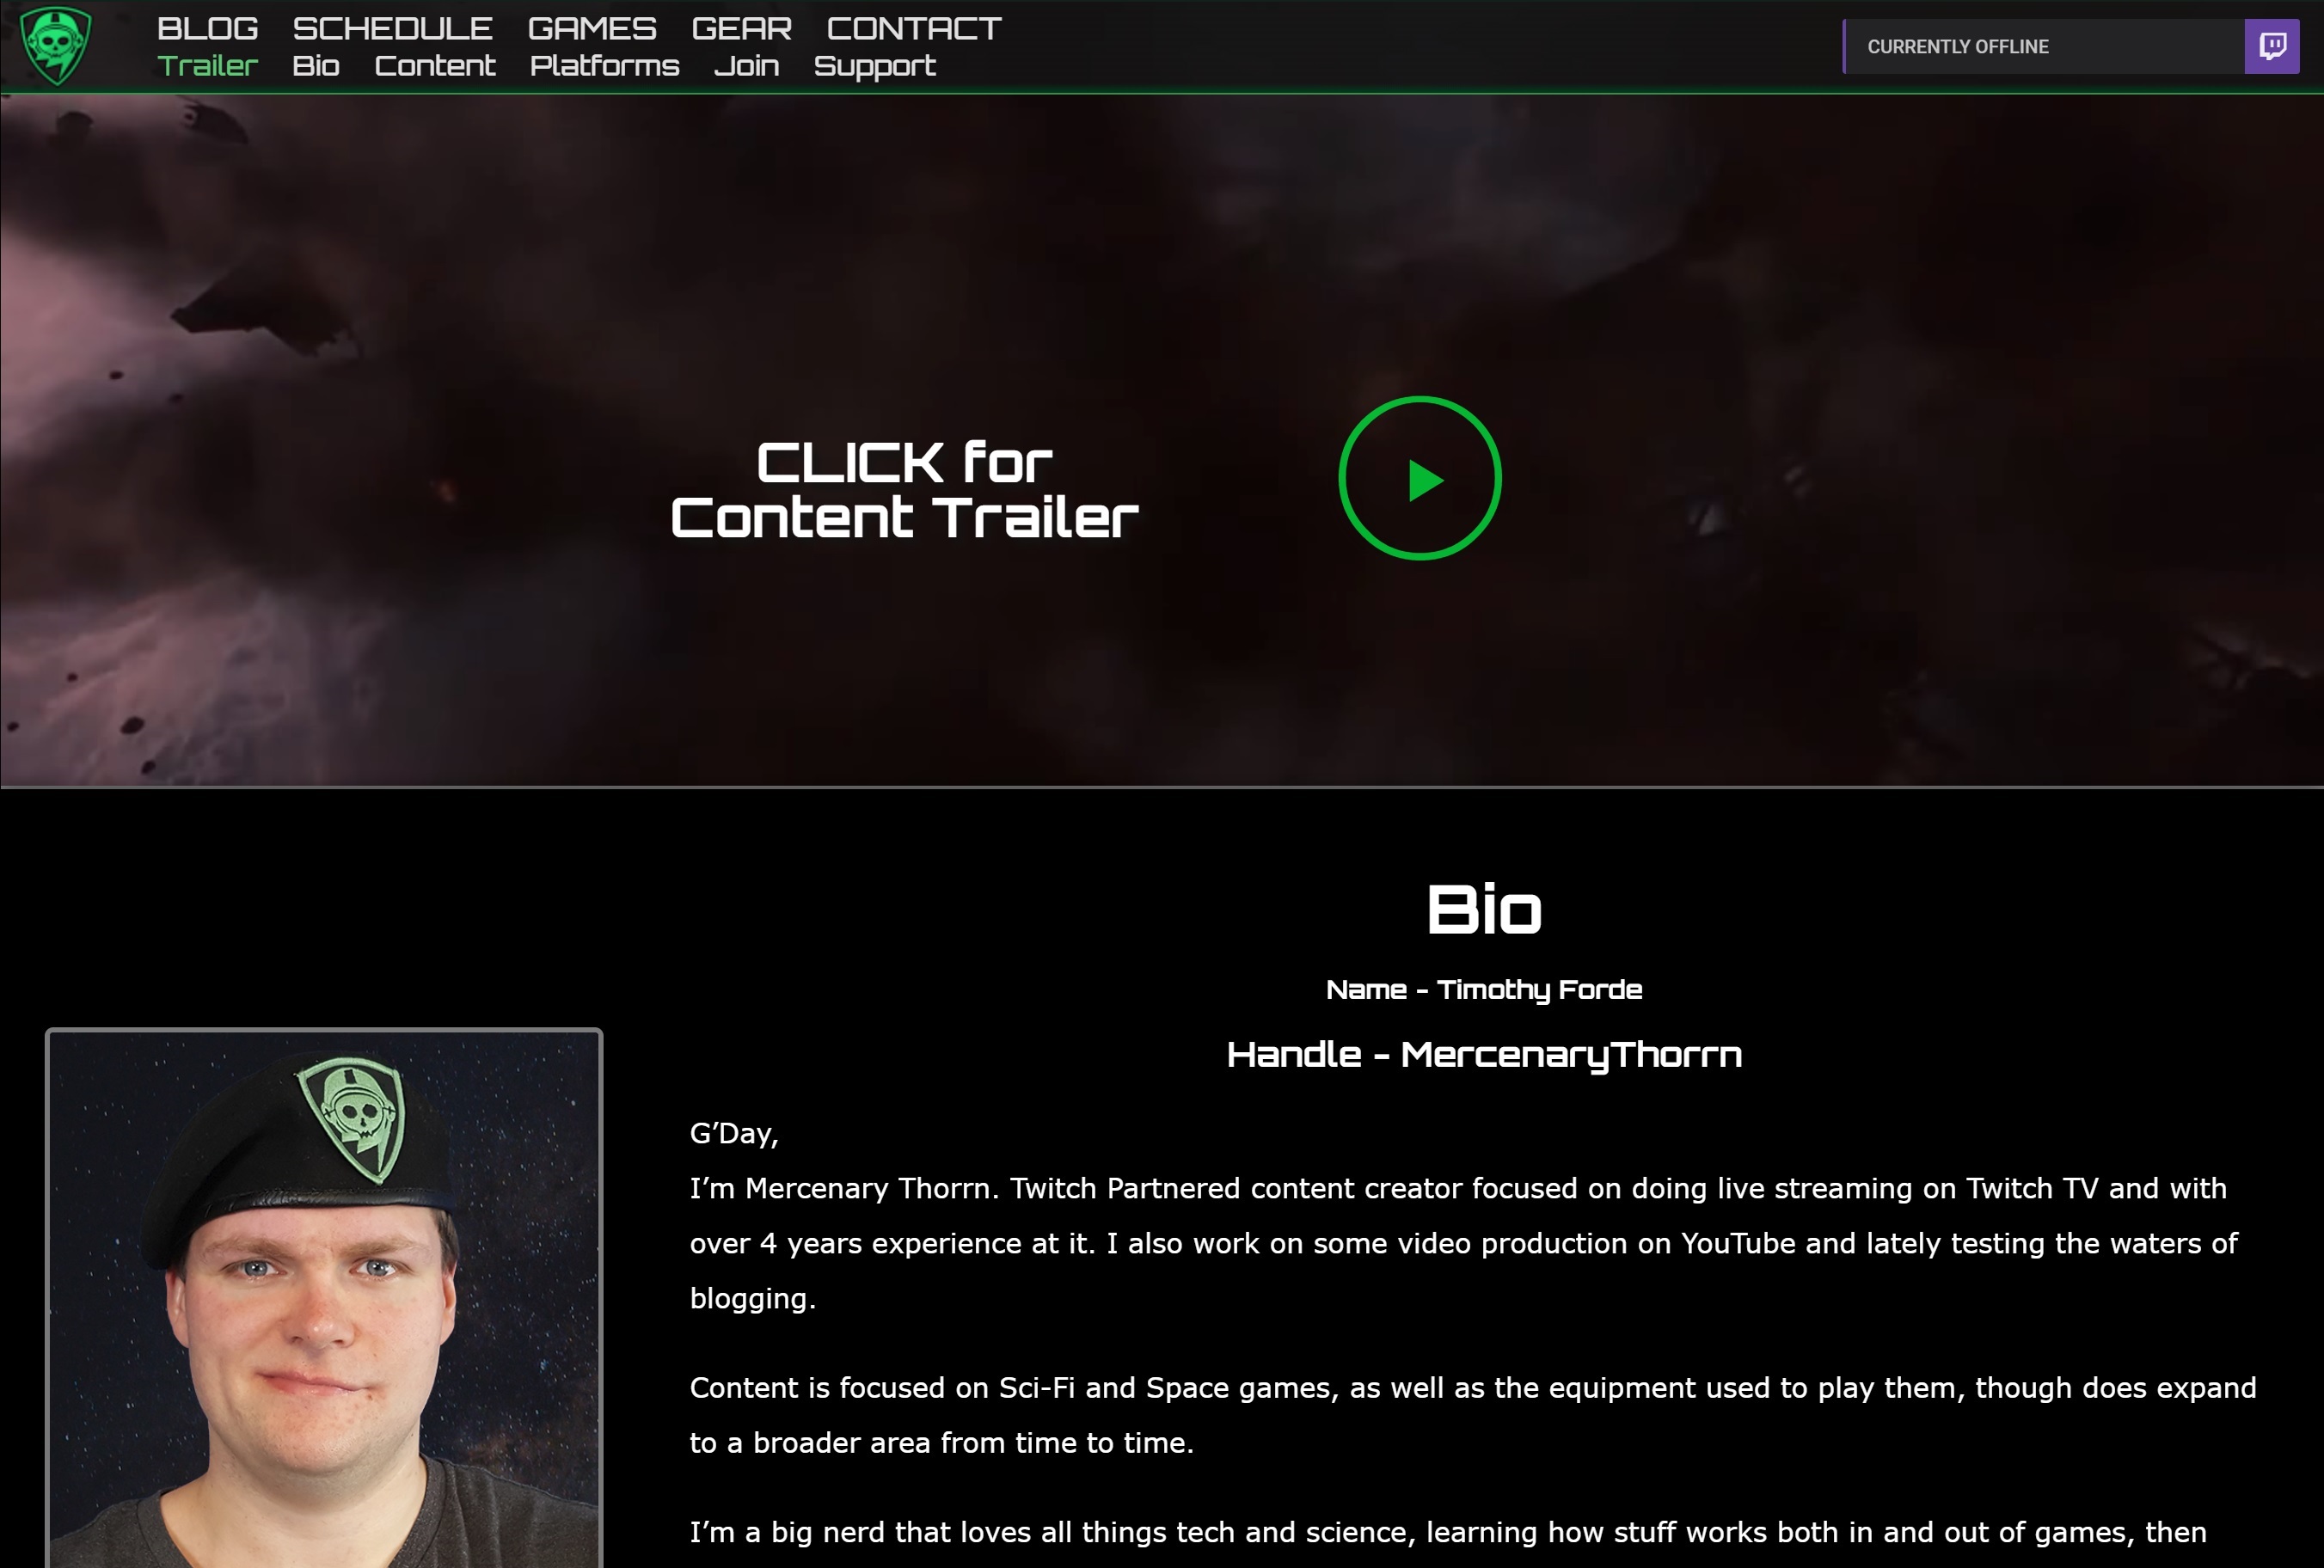 BLOG SCHEDULE GAMES GEAR CONTACT
Trailer Bio Content Platforms Join Support
CURRENTLY OFFLINE
CLICK for
Content Trailer
Bio
Name - Timothy Forde
Handle - MercenaryThorrn
G’Day,
I’m Mercenary Thorrn. Twitch Partnered content creator focused on doing live streaming on Twitch TV and with
over 4 years experience at it. I also work on some video production on YouTube and lately testing the waters of
blogging.
Content is focused on Sci-Fi and Space games, as well as the equipment used to play them, though does expand
to a broader area from time to time.
I’m a big nerd that loves all things tech and science, learning how stuff works both in and out of games, then